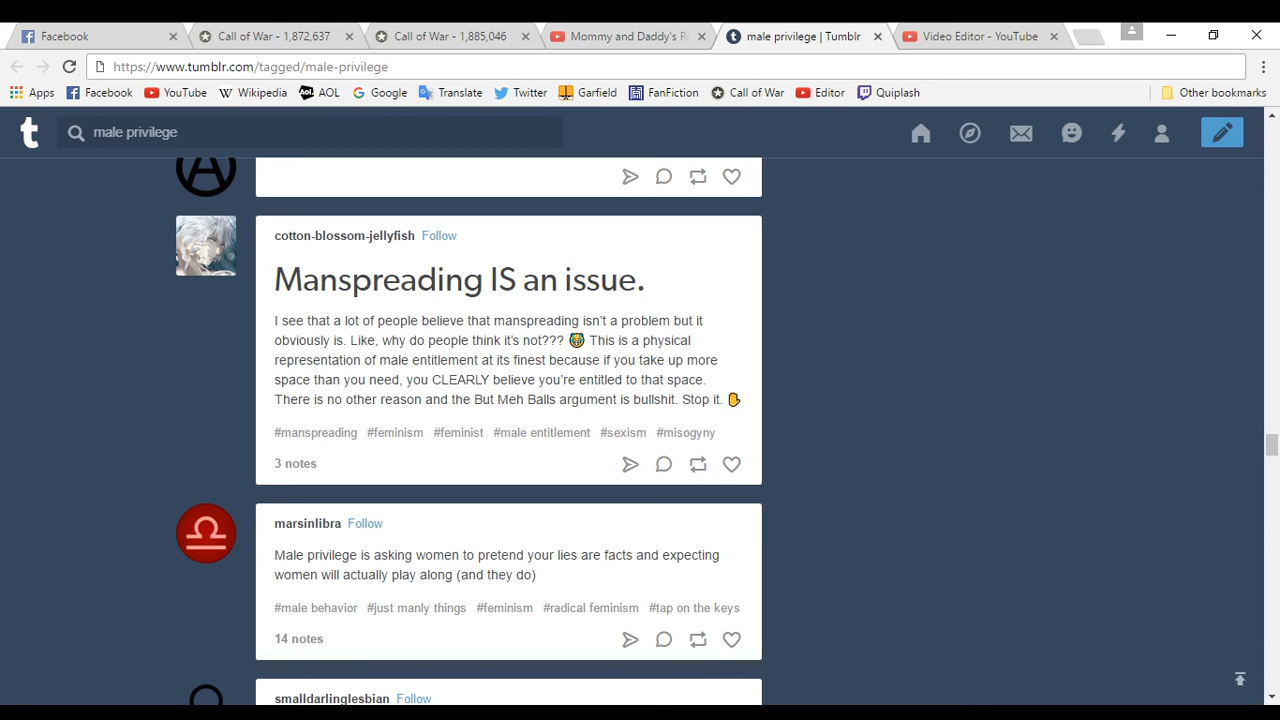 Facebook
Call of War - 1,872,637
Call of War - 1,885,046
Mommy and Daddy's R
male privilege | Tumblr
Video Editor - YouTube
https://www.tumblr.com/tagged/male-privilege
Apps Facebook YouTube Wikipedia AOL Google Translate Twitter Garfield FanFiction Call of War Editor Quiplash Other bookmarks
t male privilege
cotton-blossom-jellyfish Follow
Manspreading IS an issue.
I see that a lot of people believe that manspreading isn't a problem but it
obviously is. Like, why do people think it's not??? 😭 This is a physical
representation of male entitlement at its finest because if you take up more
space than you need, you CLEARLY believe you're entitled to that space.
There is no other reason and the But Meh Balls argument is bullshit. Stop it. ✋
#manspreading #feminism #feminist #male entitlement #sexism #misogyny
3 notes
marsinlibra Follow
Male privilege is asking women to pretend your lies are facts and expecting
women will actually play along (and they do)
#male behavior #just manly things #feminism #radical feminism #tap on the keys
14 notes
smalldarlinglesbian Follow